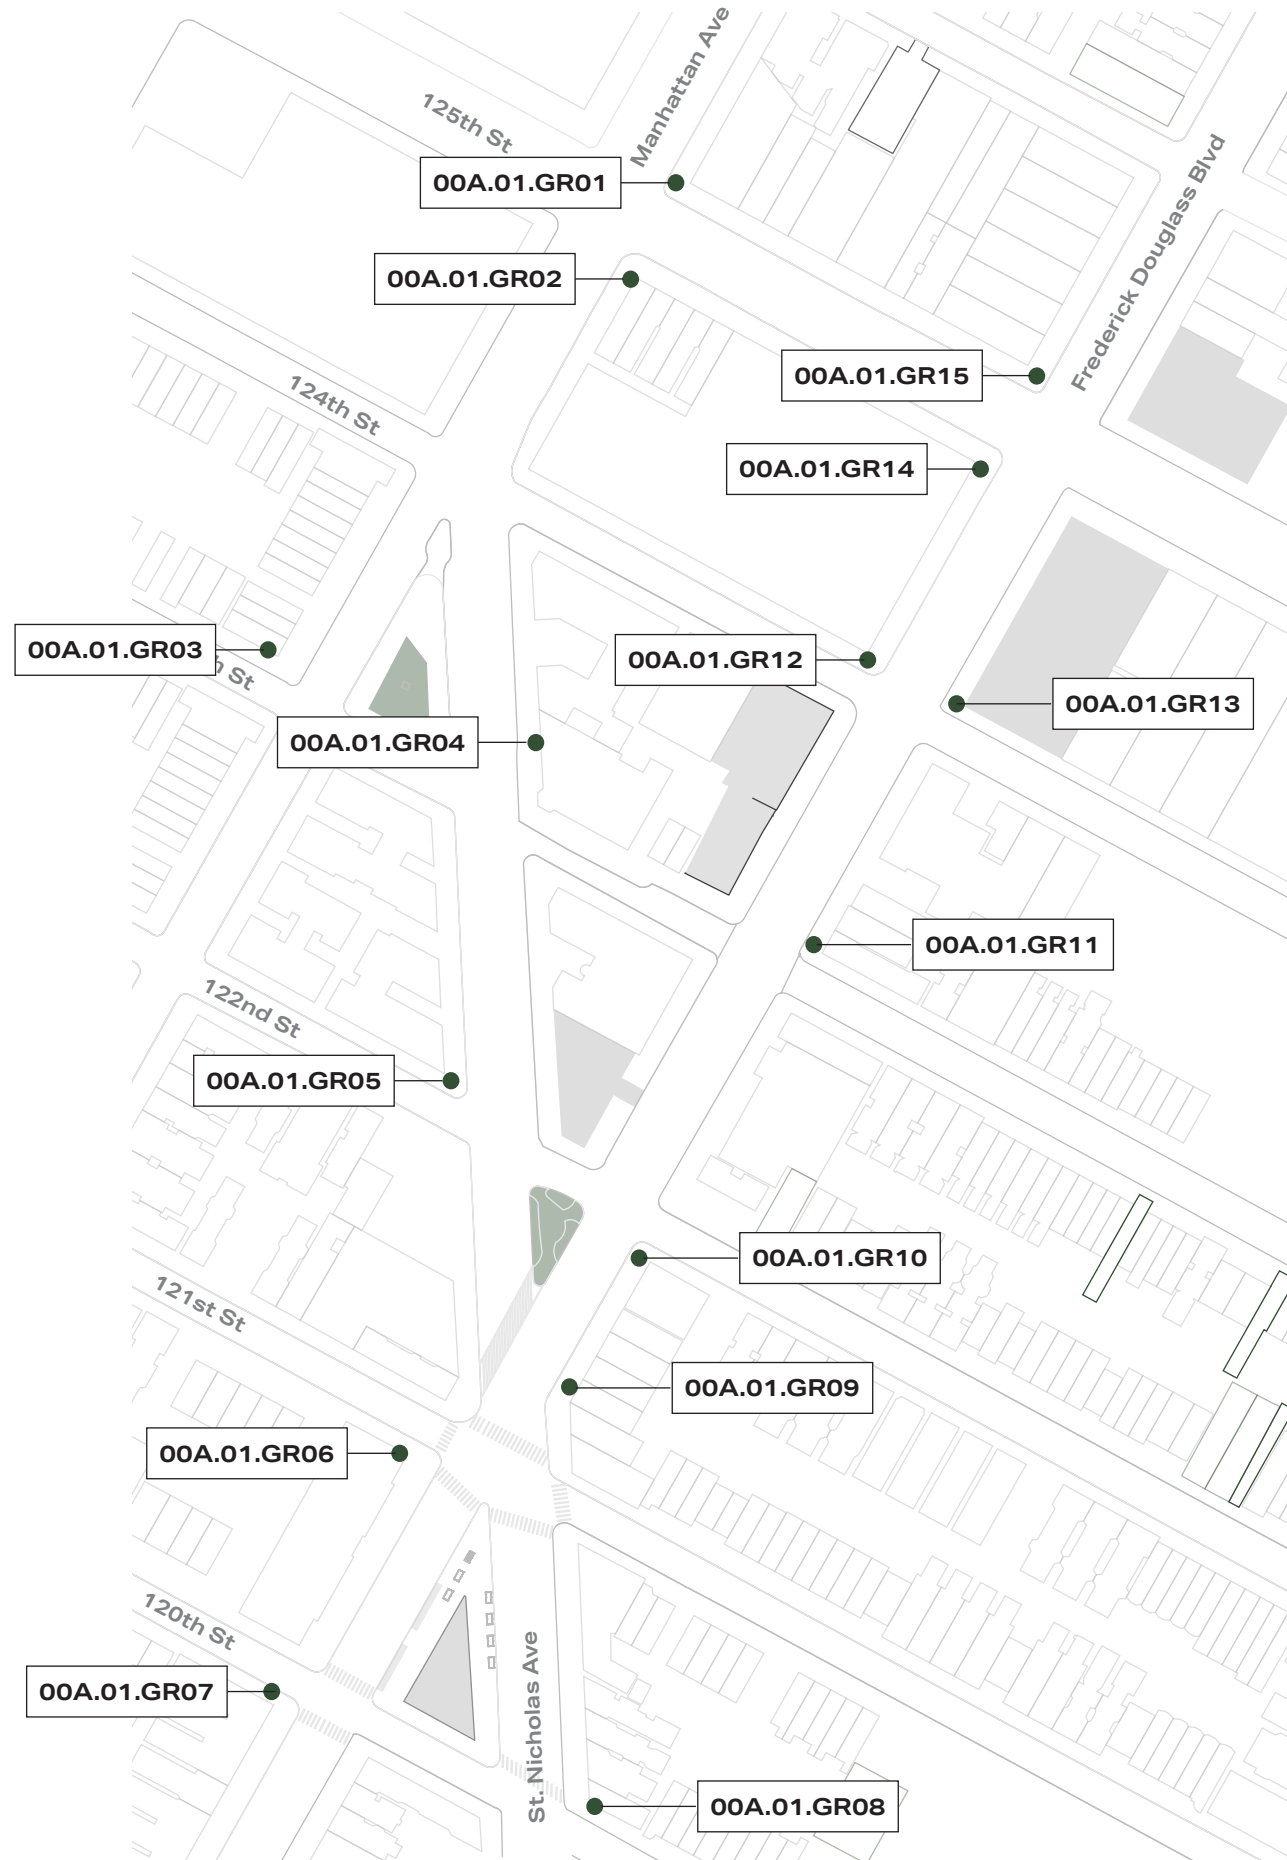 Manhattan Ave
125th St
00A.01.GR01
Frederick Douglass Blvd
00A.01.GR02
00A.01.GR15
124th St
00A.01.GR14
00A.01.GR03
h St
00A.01.GR12
00A.01.GR13
00A.01.GR04
00A.01.GR11
122nd St
00A.01.GR05
00A.01.GR10
121st St
00A.01.GR09
00A.01.GR06
120th St
00A.01.GR07
St. Nicholas Ave
00A.01.GR08